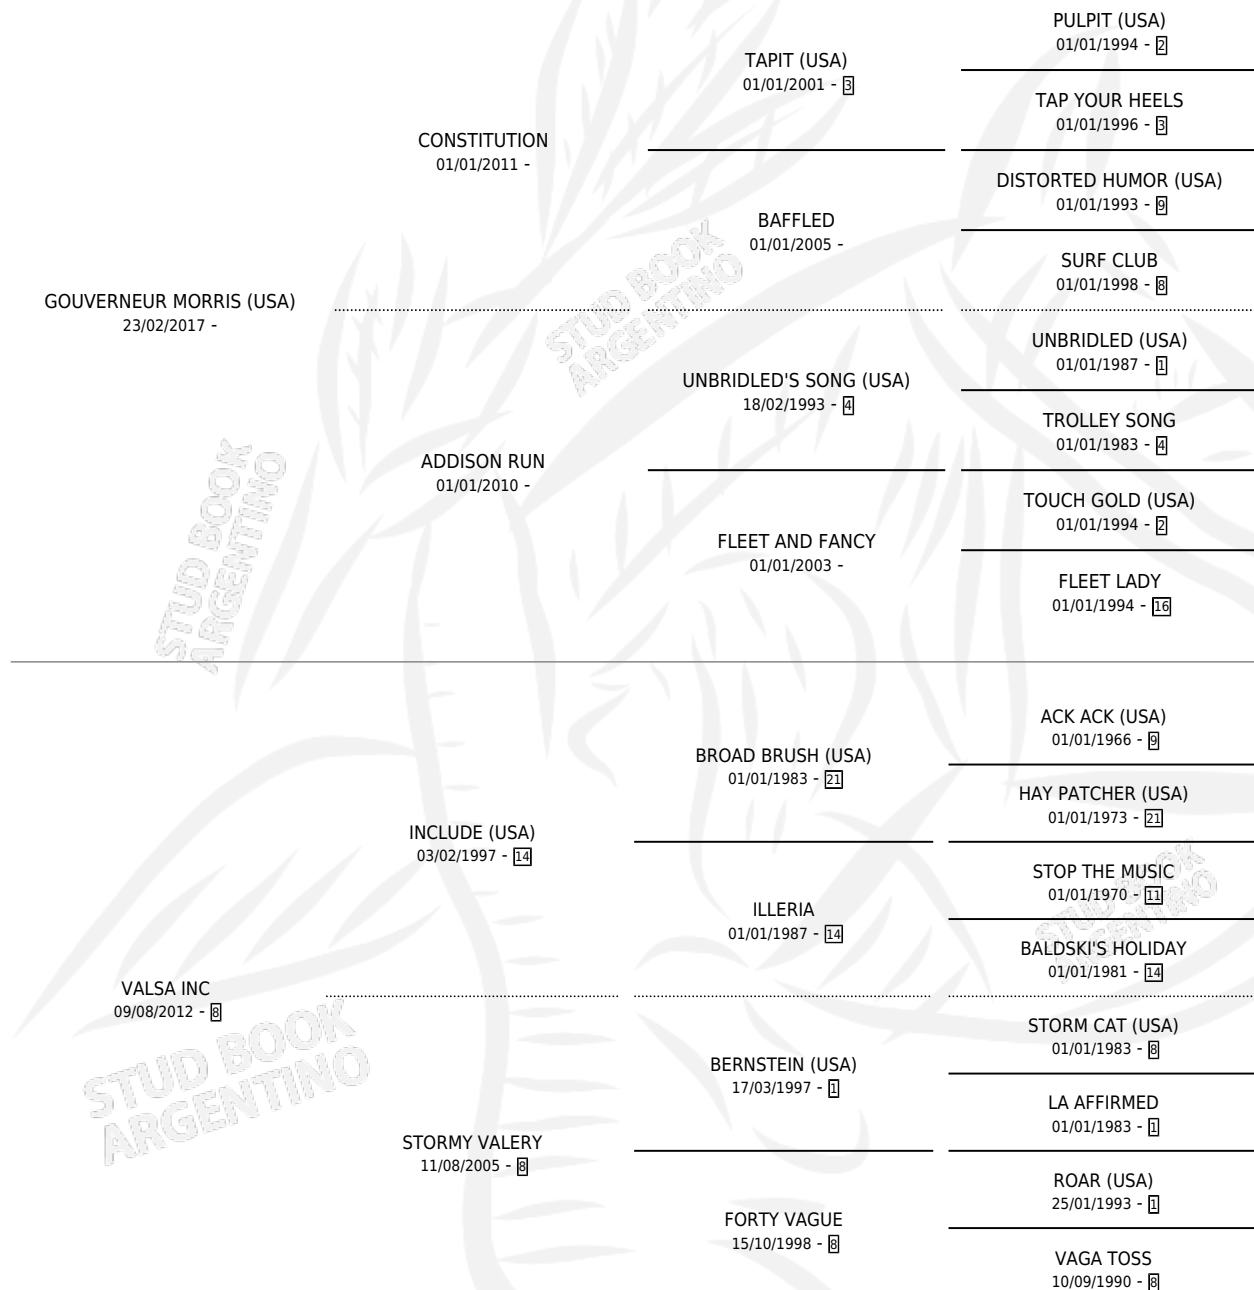 PULPIT (USA)
01/01/1994 - 2
TAPIT (USA)
01/01/2001 - 3
TAP YOUR HEELS
01/01/1996 - 3
CONSTITUTION
01/01/2011 -
DISTORTED HUMOR (USA)
01/01/1993 - 9
BAFFLED
01/01/2005 -
SURF CLUB
01/01/1998 - 8
GOUVERNEUR MORRIS (USA)
23/02/2017 -
UNBRIDLED (USA)
01/01/1987 - 1
UNBRIDLED'S SONG (USA)
18/02/1993 - 4
TROLLEY SONG
01/01/1983 - 4
ADDISON RUN
01/01/2010 -
TOUCH GOLD (USA)
01/01/1994 - 2
FLEET AND FANCY
01/01/2003 -
FLEET LADY
01/01/1994 - 16
ACK ACK (USA)
01/01/1966 - 9
BROAD BRUSH (USA)
01/01/1983 - 21
HAY PATCHER (USA)
01/01/1973 - 21
INCLUDE (USA)
03/02/1997 - 14
STOP THE MUSIC
01/01/1970 - 11
ILLERIA
01/01/1987 - 14
BALDSKI'S HOLIDAY
01/01/1981 - 14
VALSA INC
09/08/2012 - 8
STORM CAT (USA)
01/01/1983 - 8
BERNSTEIN (USA)
17/03/1997 - 1
LA AFFIRMED
01/01/1983 - 1
STORMY VALERY
11/08/2005 - 8
ROAR (USA)
25/01/1993 - 1
FORTY VAGUE
15/10/1998 - 8
VAGA TOSS
10/09/1990 - 8
STUD BOOK
ARGENTINO
STUD BOOK
ARGENTINO
STUD BOOK
ARGENTINO
STUD BOOK
ARGENTINO